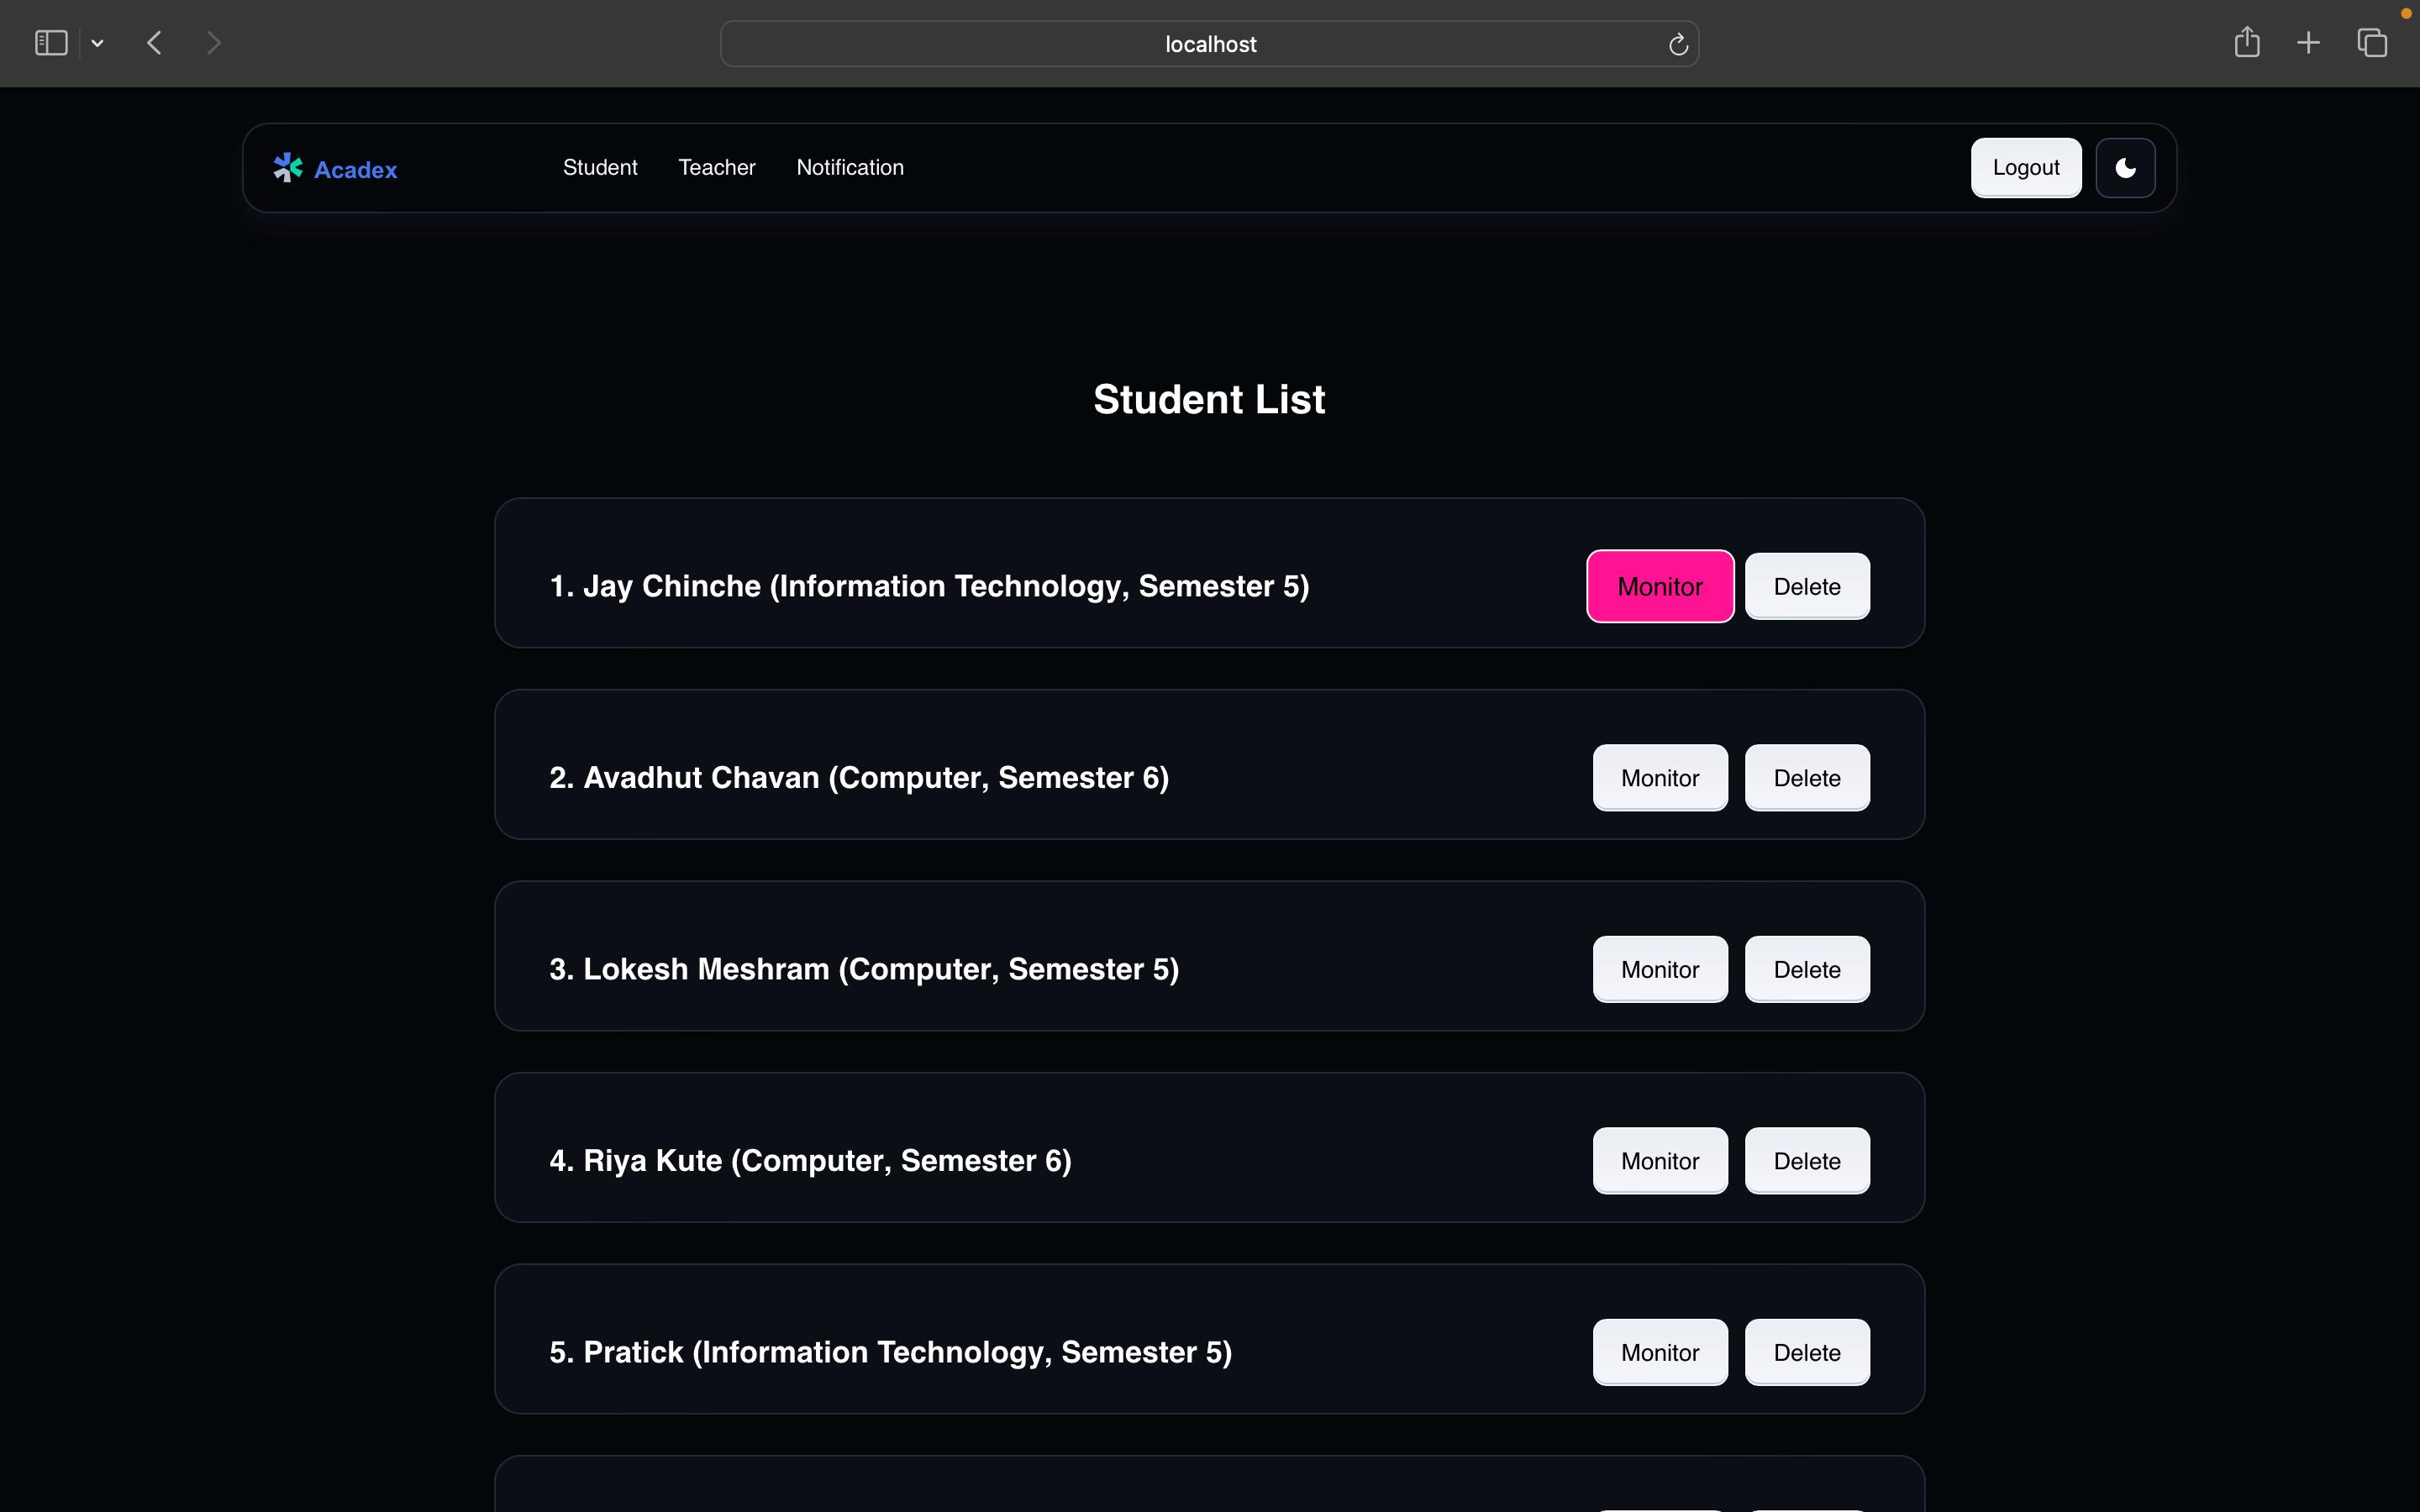 localhost
Acadex Student Teacher Notification Logout
Student List
1. Jay Chinche (Information Technology, Semester 5) Monitor Delete
2. Avadhut Chavan (Computer, Semester 6) Monitor Delete
3. Lokesh Meshram (Computer, Semester 5) Monitor Delete
4. Riya Kute (Computer, Semester 6) Monitor Delete
5. Pratick (Information Technology, Semester 5) Monitor Delete